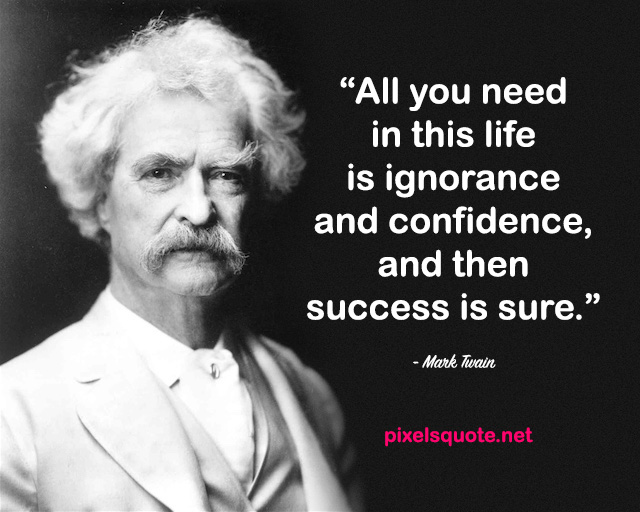 “All you need
in this life
is ignorance
and confidence,
and then
success is sure.”
- Mark Twain
pixelsquote.net